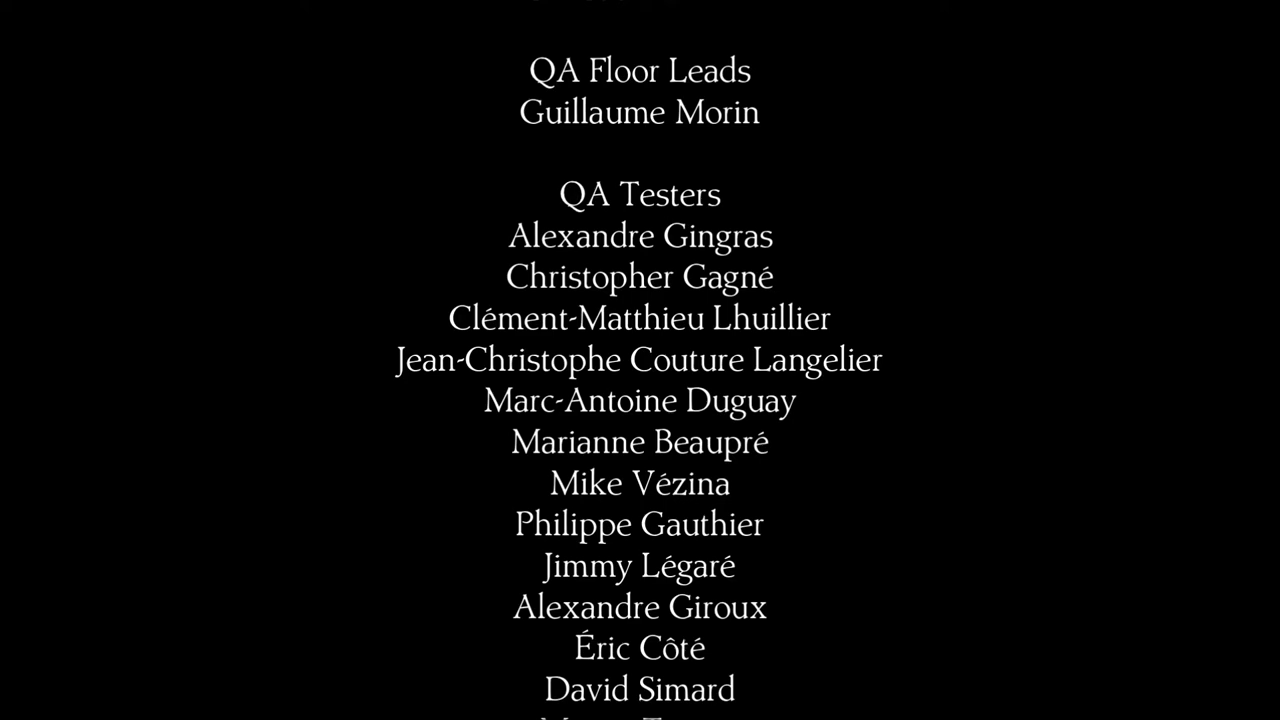 QA Floor Leads
Guillaume Morin
QA Testers
Alexandre Gingras
Christopher Gagné
Clément-Matthieu Lhuillier
Jean-Christophe Couture Langelier
Marc-Antoine Duguay
Marianne Beaupré
Mike Vézina
Philippe Gauthier
Jimmy Légaré
Alexandre Giroux
Éric Côté
David Simard